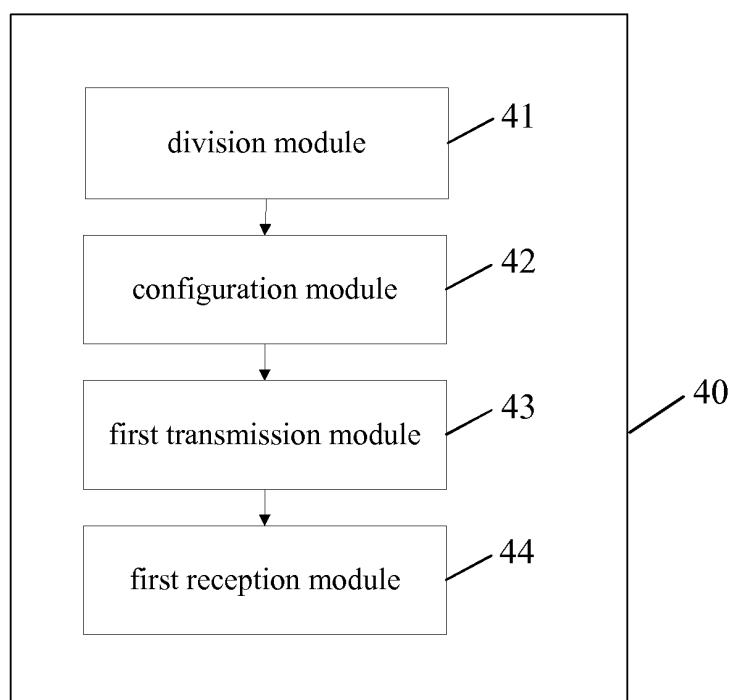 division module
41
configuration module
42
first transmission module
43
first reception module
44
40